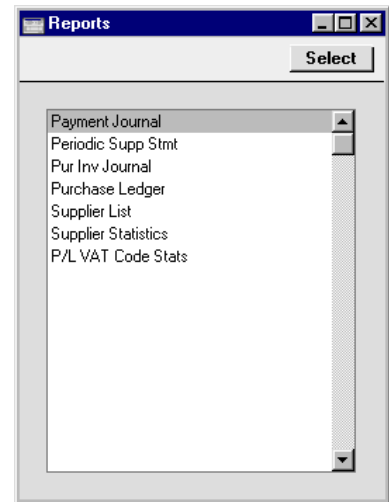 Reports
Select
Payment Journal
Periodic Supp Stmt
Pur Inv Journal
Purchase Ledger
Supplier List
Supplier Statistics
P/L VAT Code Stats